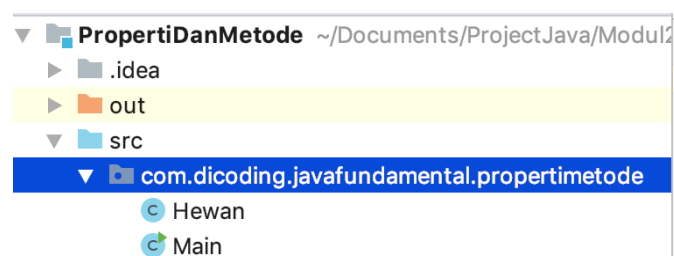 PropertiDanMetode ~/Documents/ProjectJava/Modul2
.idea
out
src
com.dicoding.javafundamental.propertimetode
C Hewan
C Main